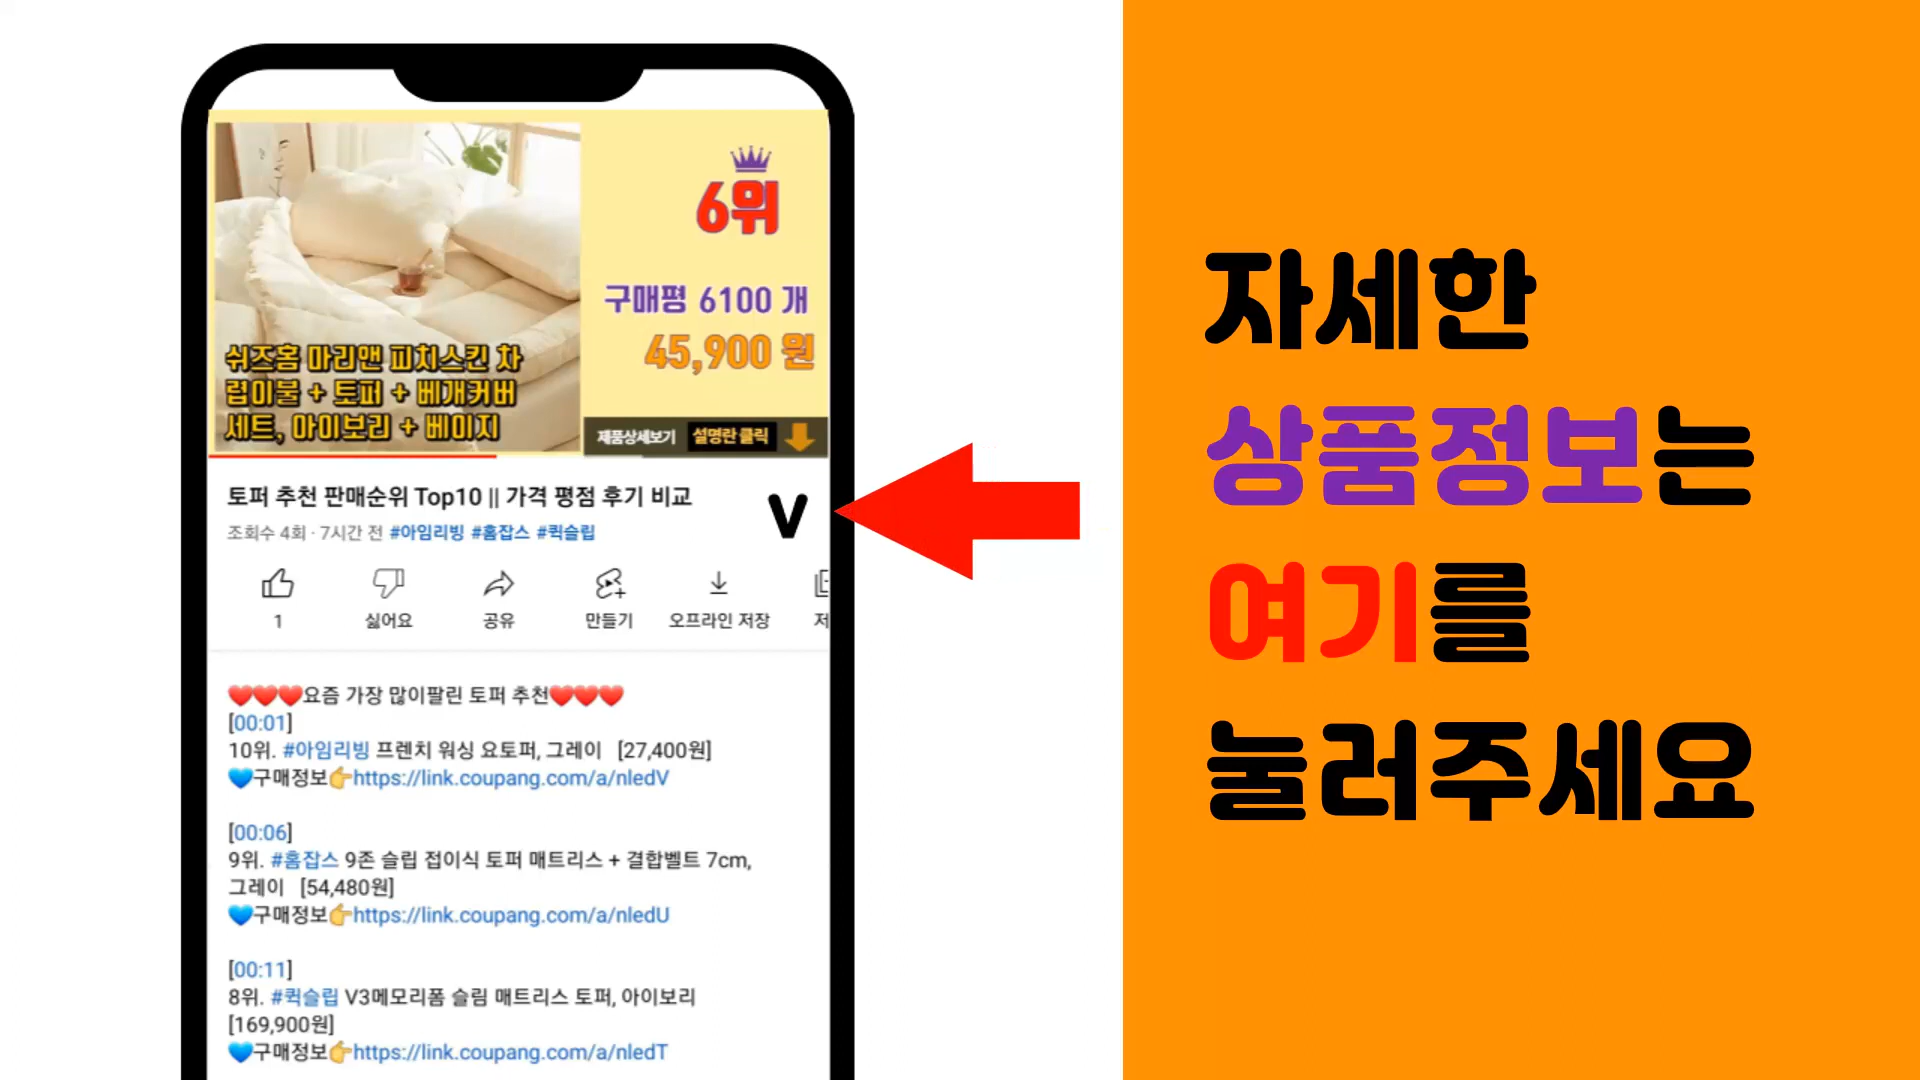 6위
구매평 6100 개
45,900 원
쉬즈홈 마리앤 피치스킨 차
렵이불 + 토퍼 + 베개커버
세트, 아이보리 + 베이지
제품상세보기 설명란 클릭
토퍼 추천 판매순위 Top10 || 가격 평점 후기 비교
V
조회수 4회 · 7시간 전 #아임리빙 #홈잡스 #퀵슬립
1 싫어요 공유 만들기 오프라인 저장 저
❤️❤️❤️요즘 가장 많이팔린 토퍼 추천❤️❤️❤️
[00:01]
10위. #아임리빙 프렌치 워싱 요토퍼, 그레이 [27,400원]
💙구매정보👉https://link.coupang.com/a/nledV
[00:06]
9위. #홈잡스 9존 슬립 접이식 토퍼 매트리스 + 결합벨트 7cm,
그레이 [54,480원]
💙구매정보👉https://link.coupang.com/a/nledU
[00:11]
8위. #퀵슬립 V3메모리폼 슬림 매트리스 토퍼, 아이보리
[169,900원]
💙구매정보👉https://link.coupang.com/a/nledT
자세한
상품정보는
여기를
눌러주세요